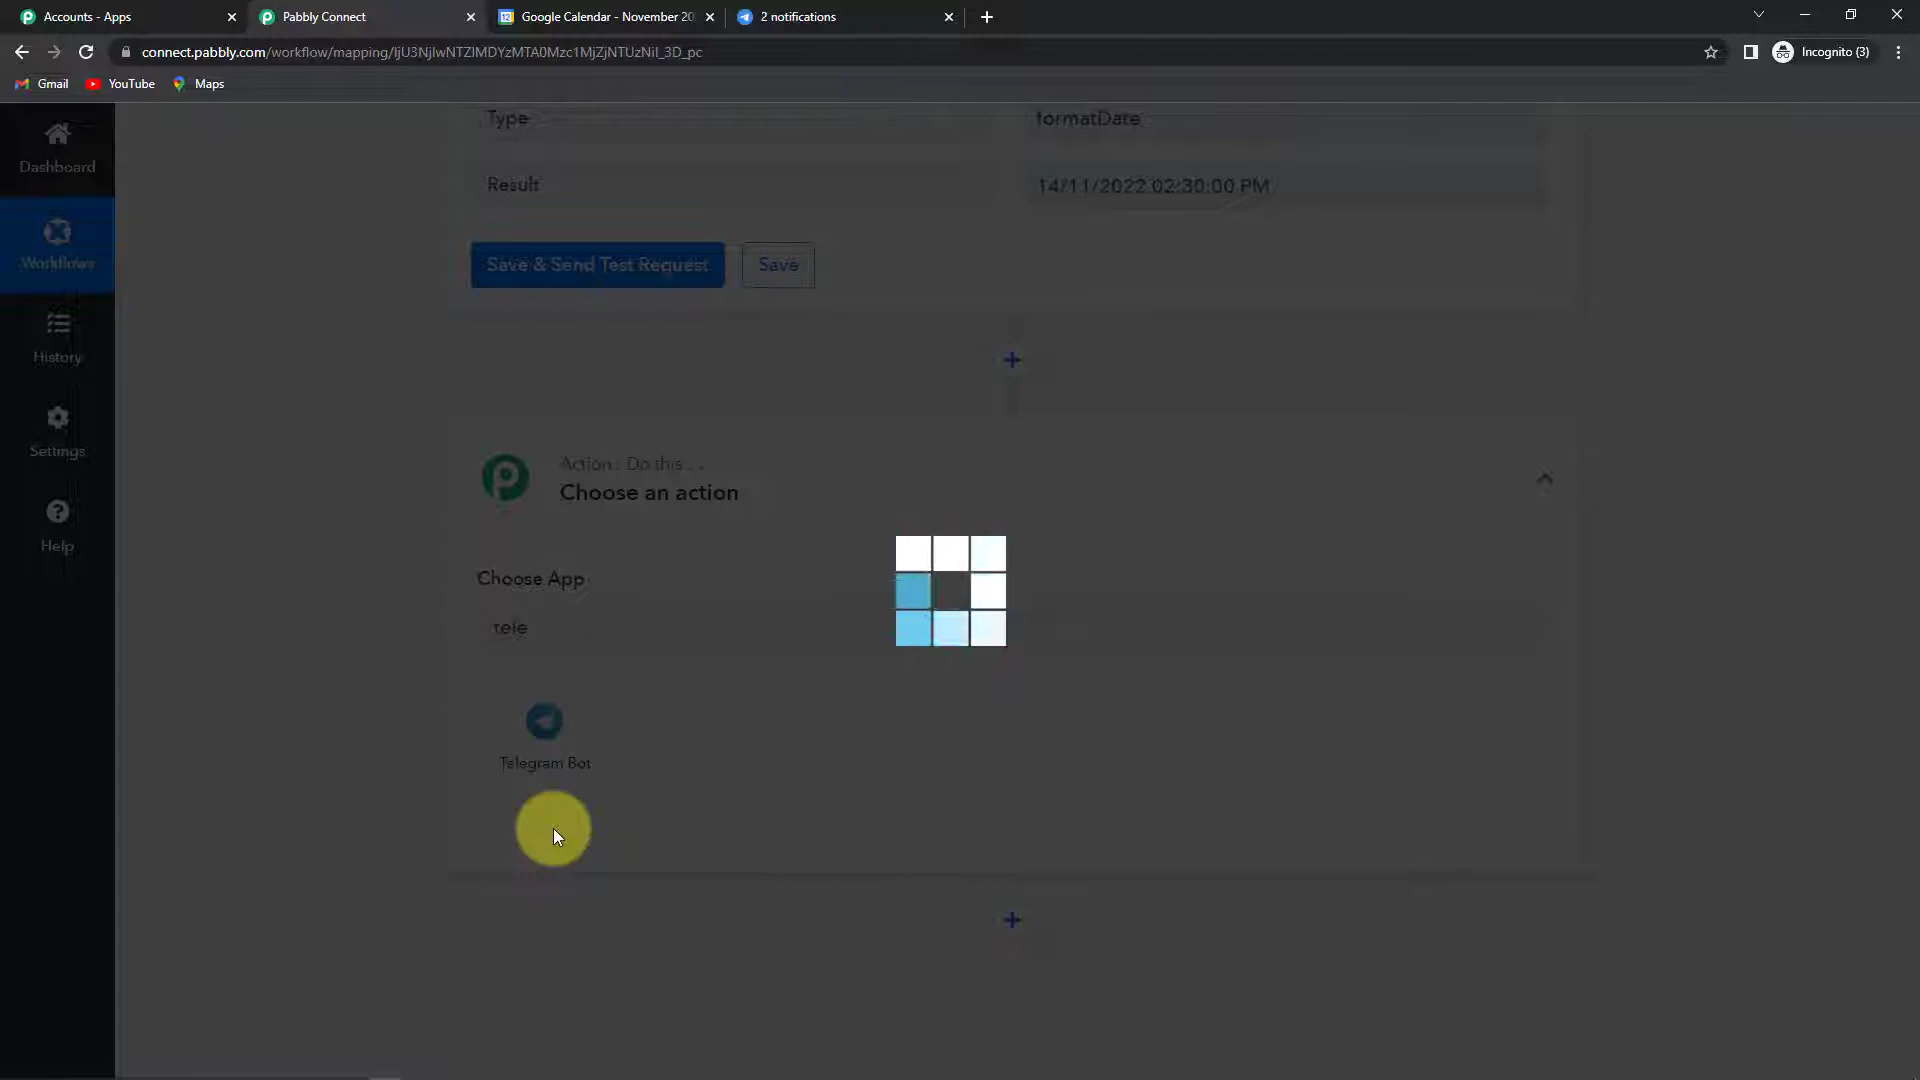 Accounts - Apps
Pabbly Connect
Google Calendar - November 20
2 notifications
connect.pabbly.com/workflow/mapping/IjU3NjIwNTZlMDYzMTA0Mzc1MjZjNTUzNiI_3D_pc
Incognito (3)
Gmail
YouTube
Maps
Dashboard
Workflows
History
Settings
Help
Type
formatDate
Result
14/11/2022 02:30:00 PM
Save & Send Test Request
Save
Action : Do this ...
Choose an action
Choose App
tele
Telegram Bot